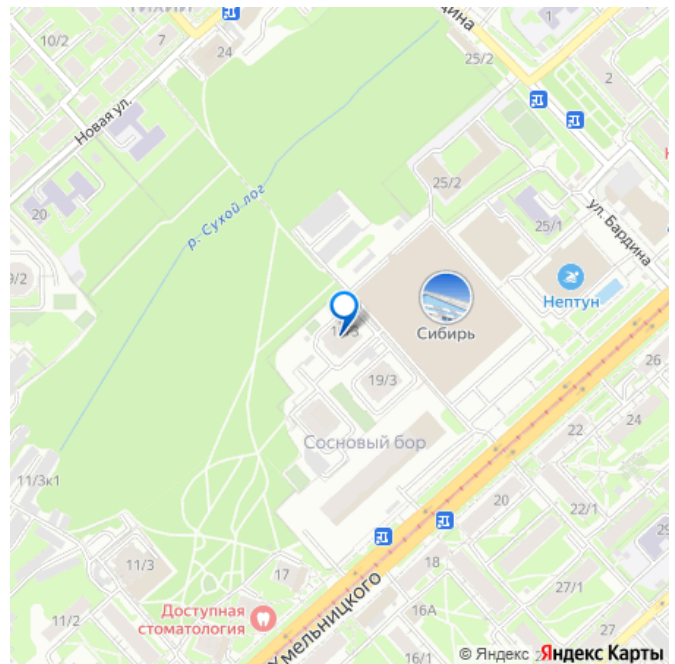 10/2
7
24
25/2
1
2
Новая ул.
25/2
20
р. Сухой лог
25/1
ул. Бардина
Нептун
Сибирь
19/3
26
24
22
Сосновый бор
11/3к1
20
22/1
11/3
17
18
27/1
11/2
Доступная
стоматология
16А
27
16/1
© Яндекс
Яндекс Карты